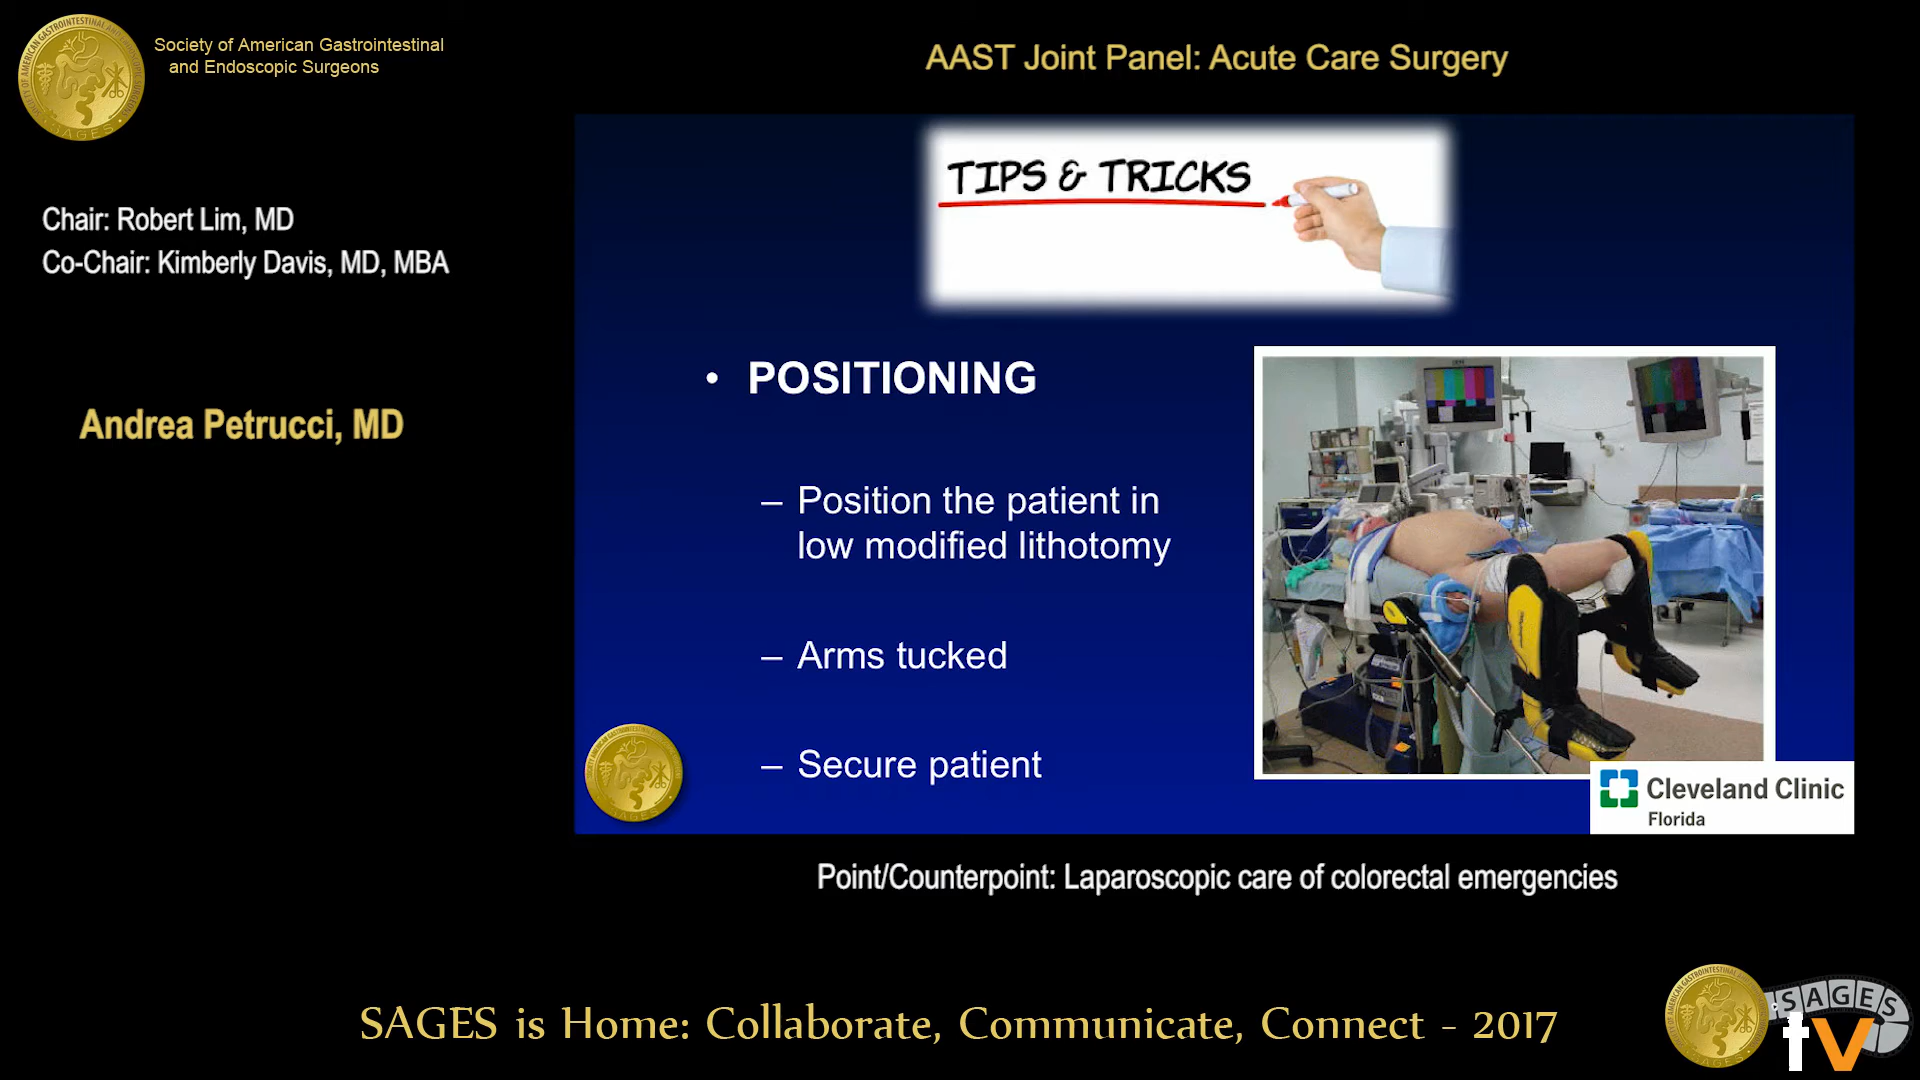 Society of American Gastrointestinal
and Endoscopic Surgeons
AAST Joint Panel: Acute Care Surgery
Chair: Robert Lim, MD
Co-Chair: Kimberly Davis, MD, MBA
Andrea Petrucci, MD
TIPS & TRICKS
• POSITIONING
– Position the patient in
low modified lithotomy
– Arms tucked
– Secure patient
Cleveland Clinic
Florida
Point/Counterpoint: Laparoscopic care of colorectal emergencies
SAGES is Home: Collaborate, Communicate, Connect - 2017
SAGES
tv